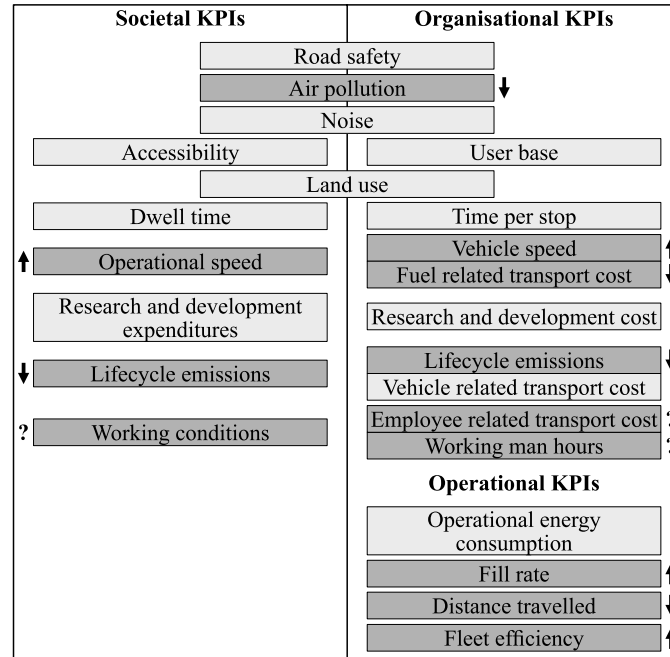 Societal KPIs
Organisational KPIs
Road safety
Air pollution
Noise
Accessibility
User base
Land use
Dwell time
Time per stop
Operational speed
Vehicle speed
Fuel related transport cost
Research and development
expenditures
Research and development cost
Lifecycle emissions
Lifecycle emissions
Vehicle related transport cost
? Working conditions
Employee related transport cost ?
Working man hours ?
Operational KPIs
Operational energy
consumption
Fill rate
Distance travelled
Fleet efficiency